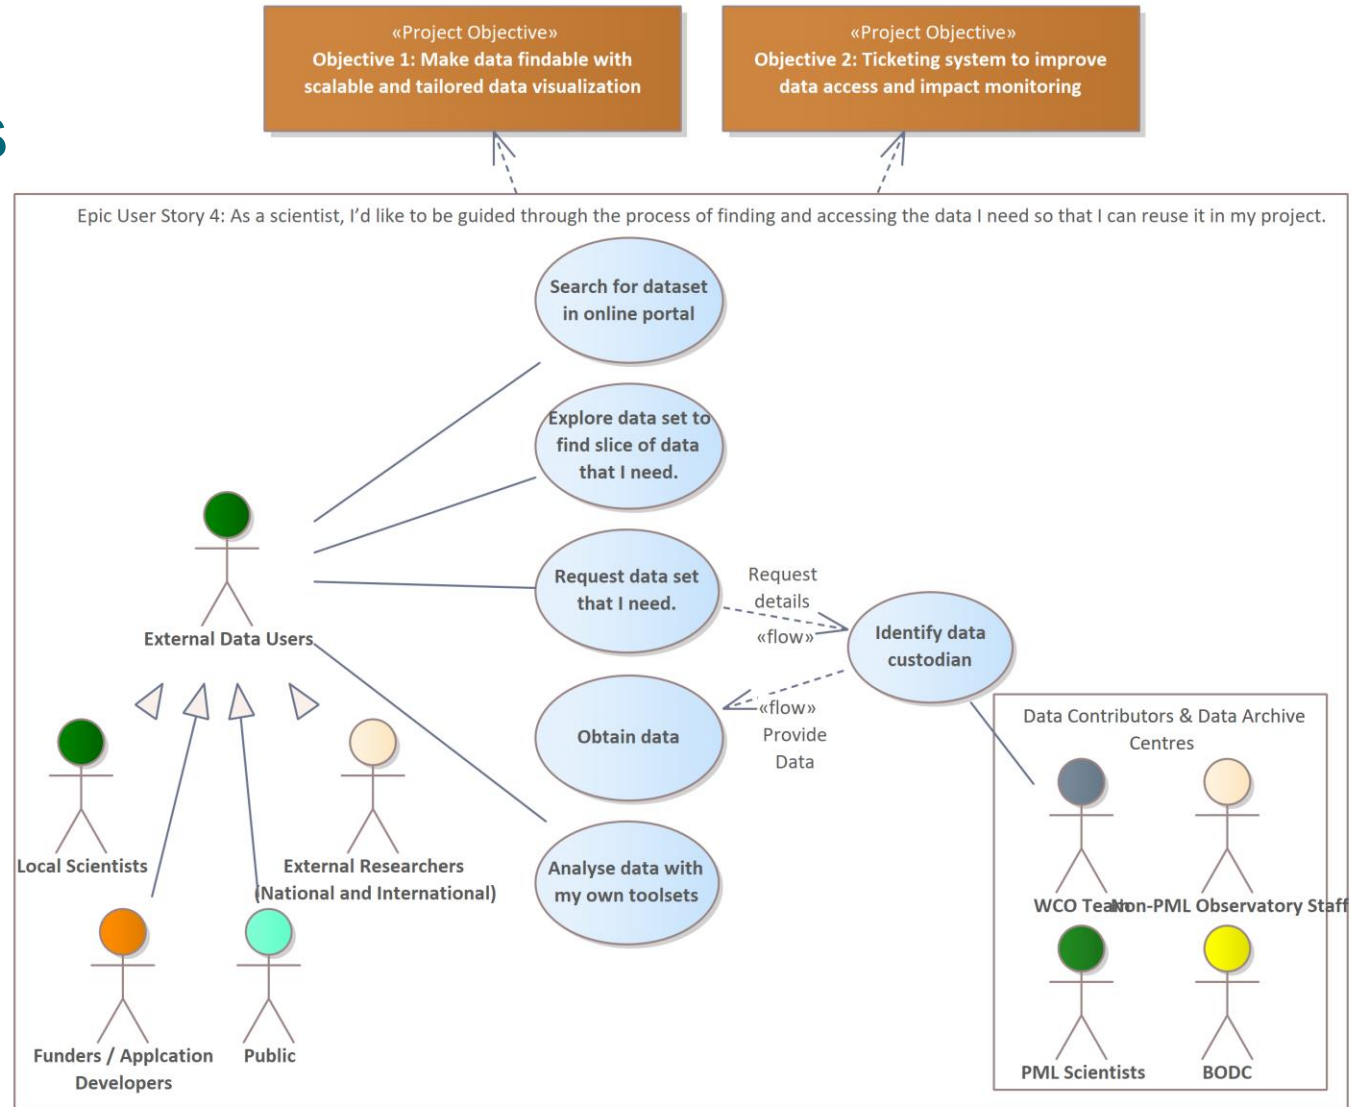 «Project Objective»
Objective 1: Make data findable with
scalable and tailored data visualization
«Project Objective»
Objective 2: Ticketing system to improve
data access and impact monitoring
s
Epic User Story 4: As a scientist, I'd like to be guided through the process of finding and accessing the data I need so that I can reuse it in my project.
Search for dataset
in online portal
Explore data set to
find slice of data
that I need.
Request data set
that I need.
Request
details
«flow»
Identify data
custodian
External Data Users
«flow»
Provide
Data
Obtain data
Analyse data with
my own toolsets
Local Scientists
External Researchers
(National and International)
Funders / Applcation
Developers
Public
Data Contributors & Data Archive
Centres
WCO Team
Non-PML Observatory Staff
PML Scientists
BODC